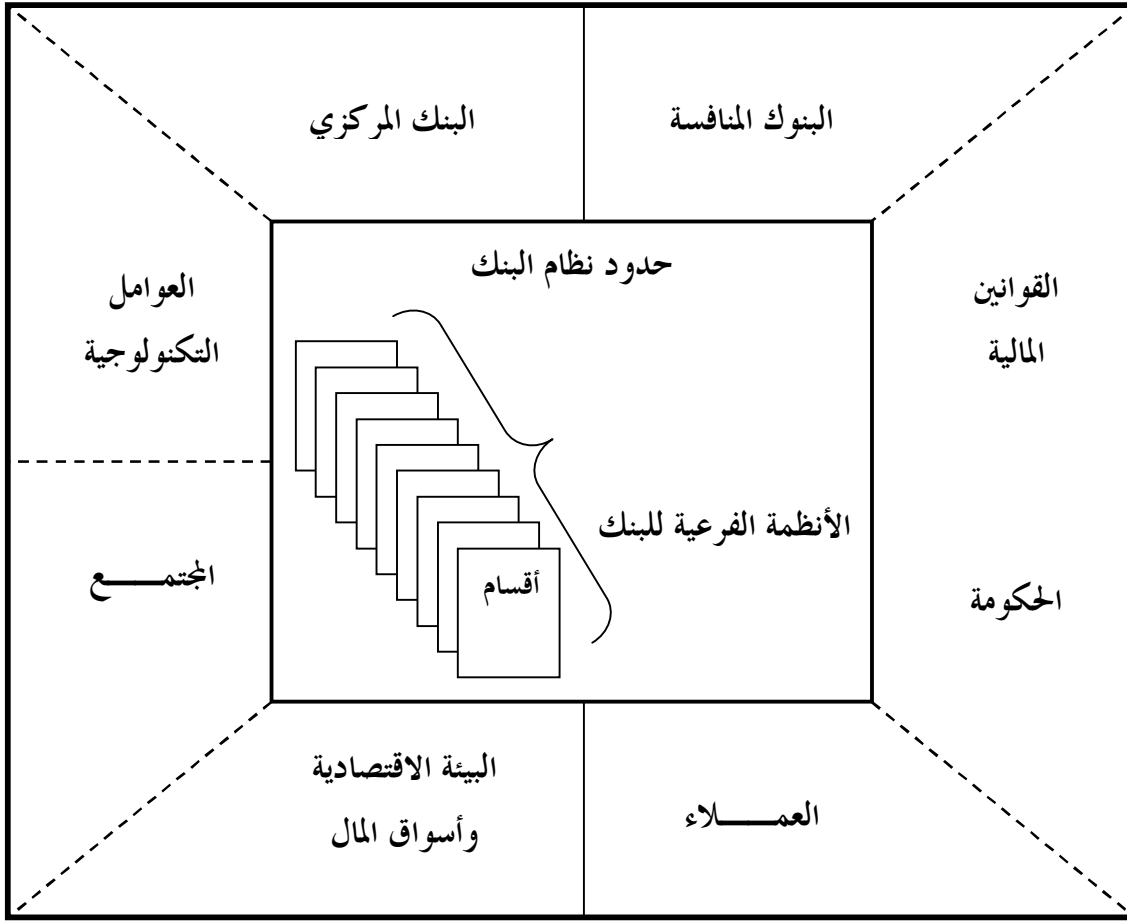 البنوك المنافسة
البنك المركزي
حدود نظام البنك
القوانين
المالية
العوامل
التكنولوجية
الأنظمة الفرعية للبنك
أقسام
الحكومة
المجتمـــــع
البيئة الاقتصادية
وأسواق المال
العمـــــلاء